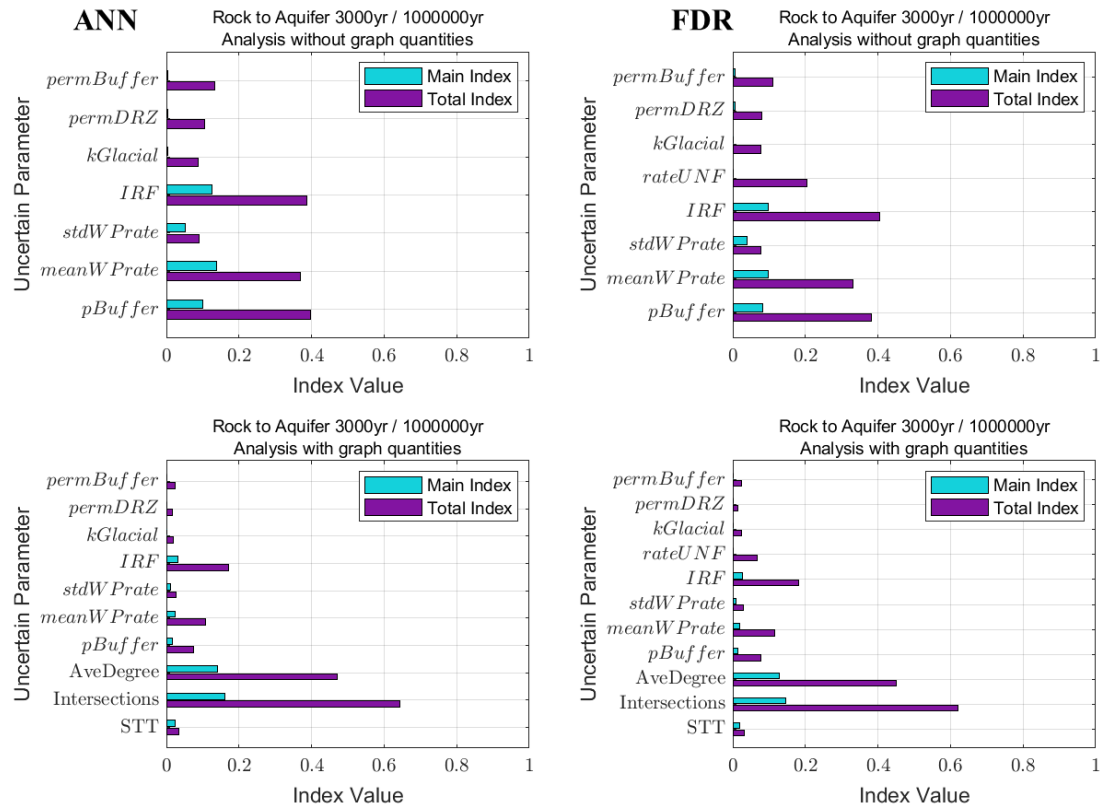 ANN
Rock to Aquifer 3000yr / 1000000yr
Analysis without graph quantities
Uncertain Parameter
permBuffer
permDRZ
kGlacial
IRF
stdWPrate
meanWPrate
pBuffer
Main Index
Total Index
0 0.2 0.4 0.6 0.8 1
Index Value
FDR
Rock to Aquifer 3000yr / 1000000yr
Analysis without graph quantities
Uncertain Parameter
permBuffer
permDRZ
kGlacial
rateUNF
IRF
stdWPrate
meanWPrate
pBuffer
Main Index
Total Index
0 0.2 0.4 0.6 0.8 1
Index Value
Rock to Aquifer 3000yr / 1000000yr
Analysis with graph quantities
Uncertain Parameter
permBuffer
permDRZ
kGlacial
IRF
stdWPrate
meanWPrate
pBuffer
AveDegree
Intersections
STT
Main Index
Total Index
0 0.2 0.4 0.6 0.8 1
Index Value
Rock to Aquifer 3000yr / 1000000yr
Analysis with graph quantities
Uncertain Parameter
permBuffer
permDRZ
kGlacial
rateUNF
IRF
stdWPrate
meanWPrate
pBuffer
AveDegree
Intersections
STT
Main Index
Total Index
0 0.2 0.4 0.6 0.8 1
Index Value